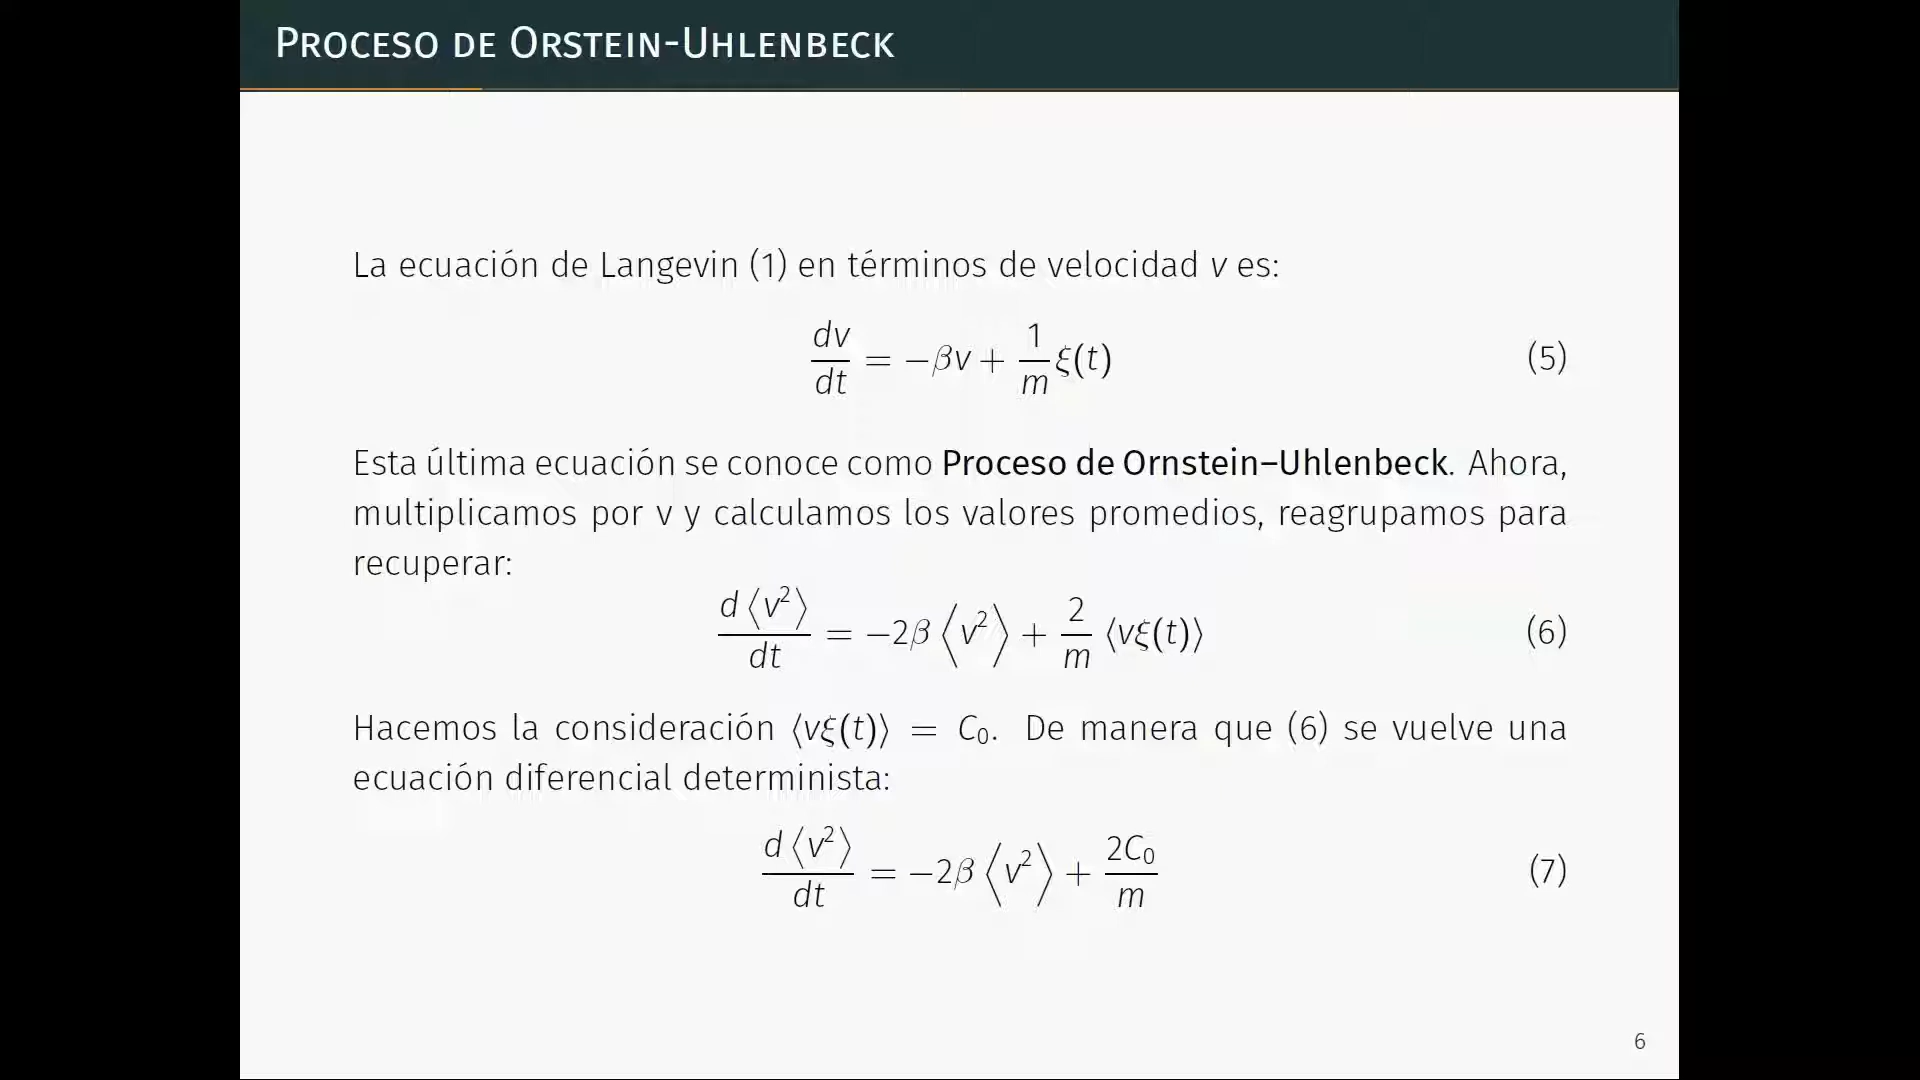 PROCESO DE ORSTEIN-UHLENBECK
La ecuación de Langevin (1) en términos de velocidad v es:
dv/dt = −βv + 1/m ξ(t) (5)
Esta última ecuación se conoce como Proceso de Ornstein–Uhlenbeck. Ahora,
multiplicamos por v y calculamos los valores promedios, reagrupamos para
recuperar:
d⟨v²⟩/dt = −2β⟨v²⟩ + 2/m ⟨vξ(t)⟩ (6)
Hacemos la consideración ⟨vξ(t)⟩ = C₀. De manera que (6) se vuelve una
ecuación diferencial determinista:
d⟨v²⟩/dt = −2β⟨v²⟩ + 2C₀/m (7)
6